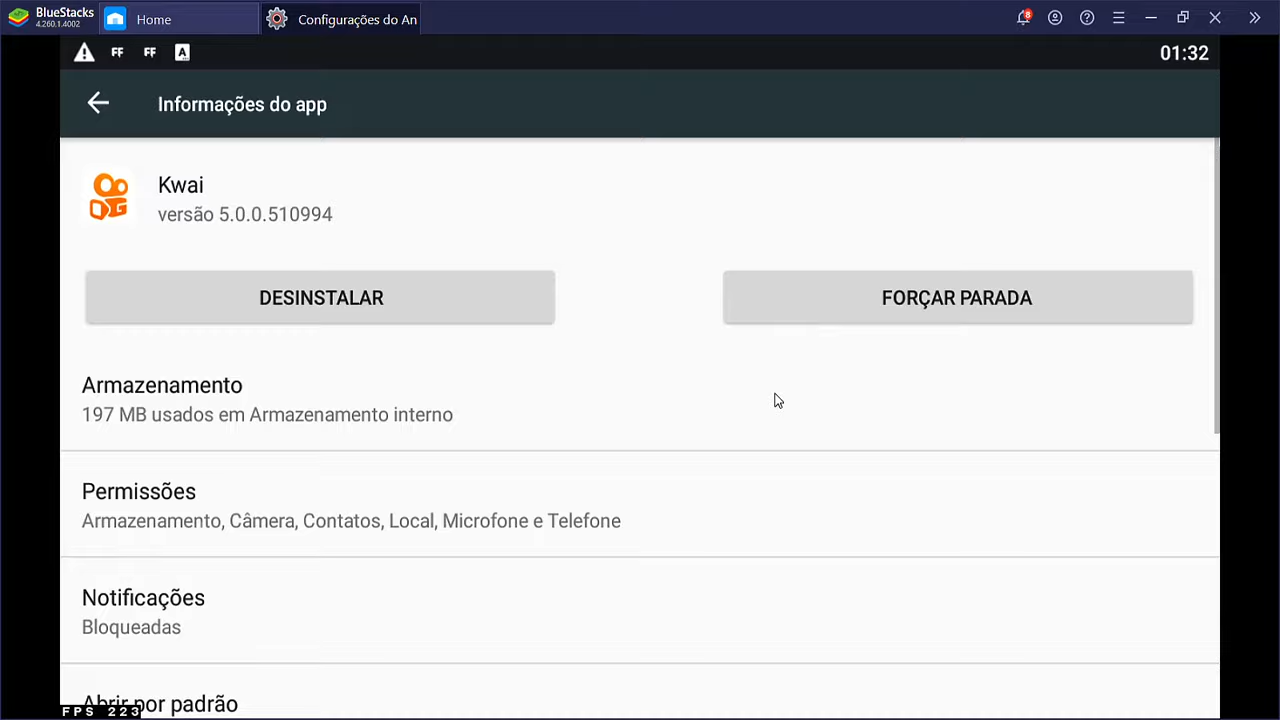 BlueStacks
4.260.1.4002
Home
Configurações do An
8
FF FF A
01:32
Informações do app
Kwai
versão 5.0.0.510994
DESINSTALAR
FORÇAR PARADA
Armazenamento
197 MB usados em Armazenamento interno
Permissões
Armazenamento, Câmera, Contatos, Local, Microfone e Telefone
Notificações
Bloqueadas
Abrir por padrão
FPS 223